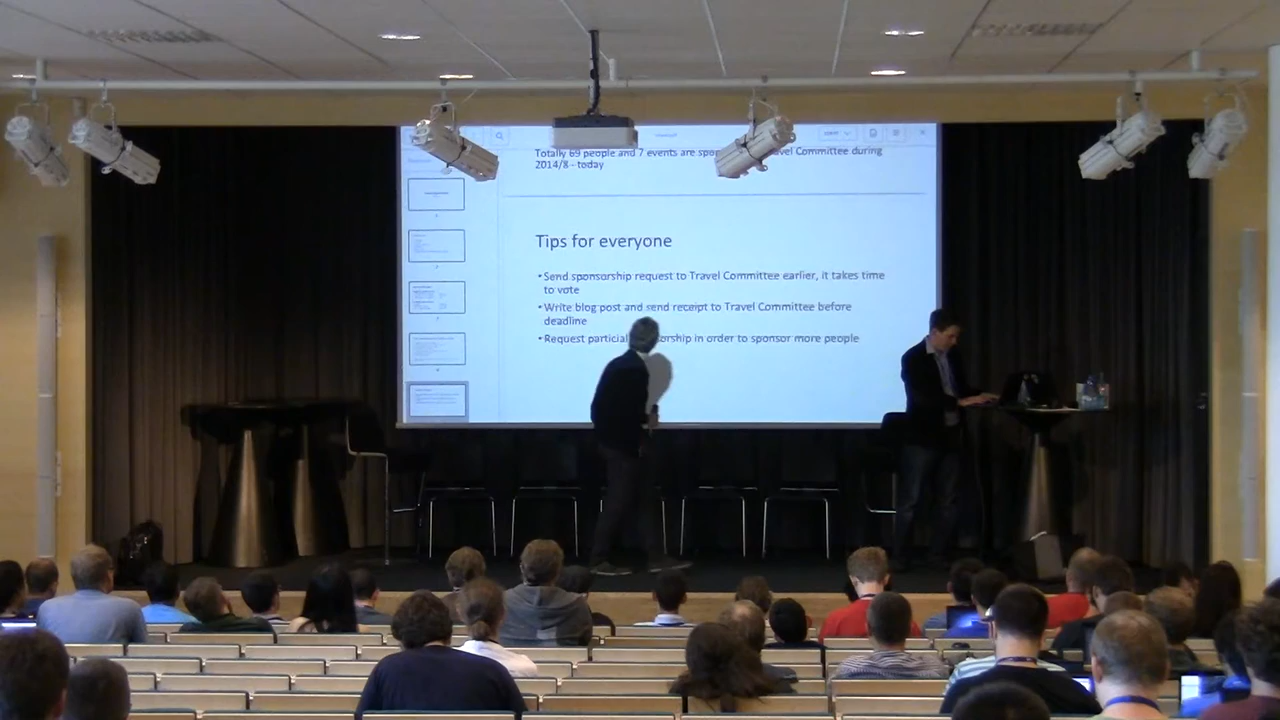 Totally 69 people and 7 events are spo vel Committee during
2014/8 - today
Tips for everyone
•Send sponsorship request to Travel Committee earlier, it takes time
to vote
•Write blog post and send receipt to Travel Committee before
deadline
•Request particial orship in order to sponsor more people